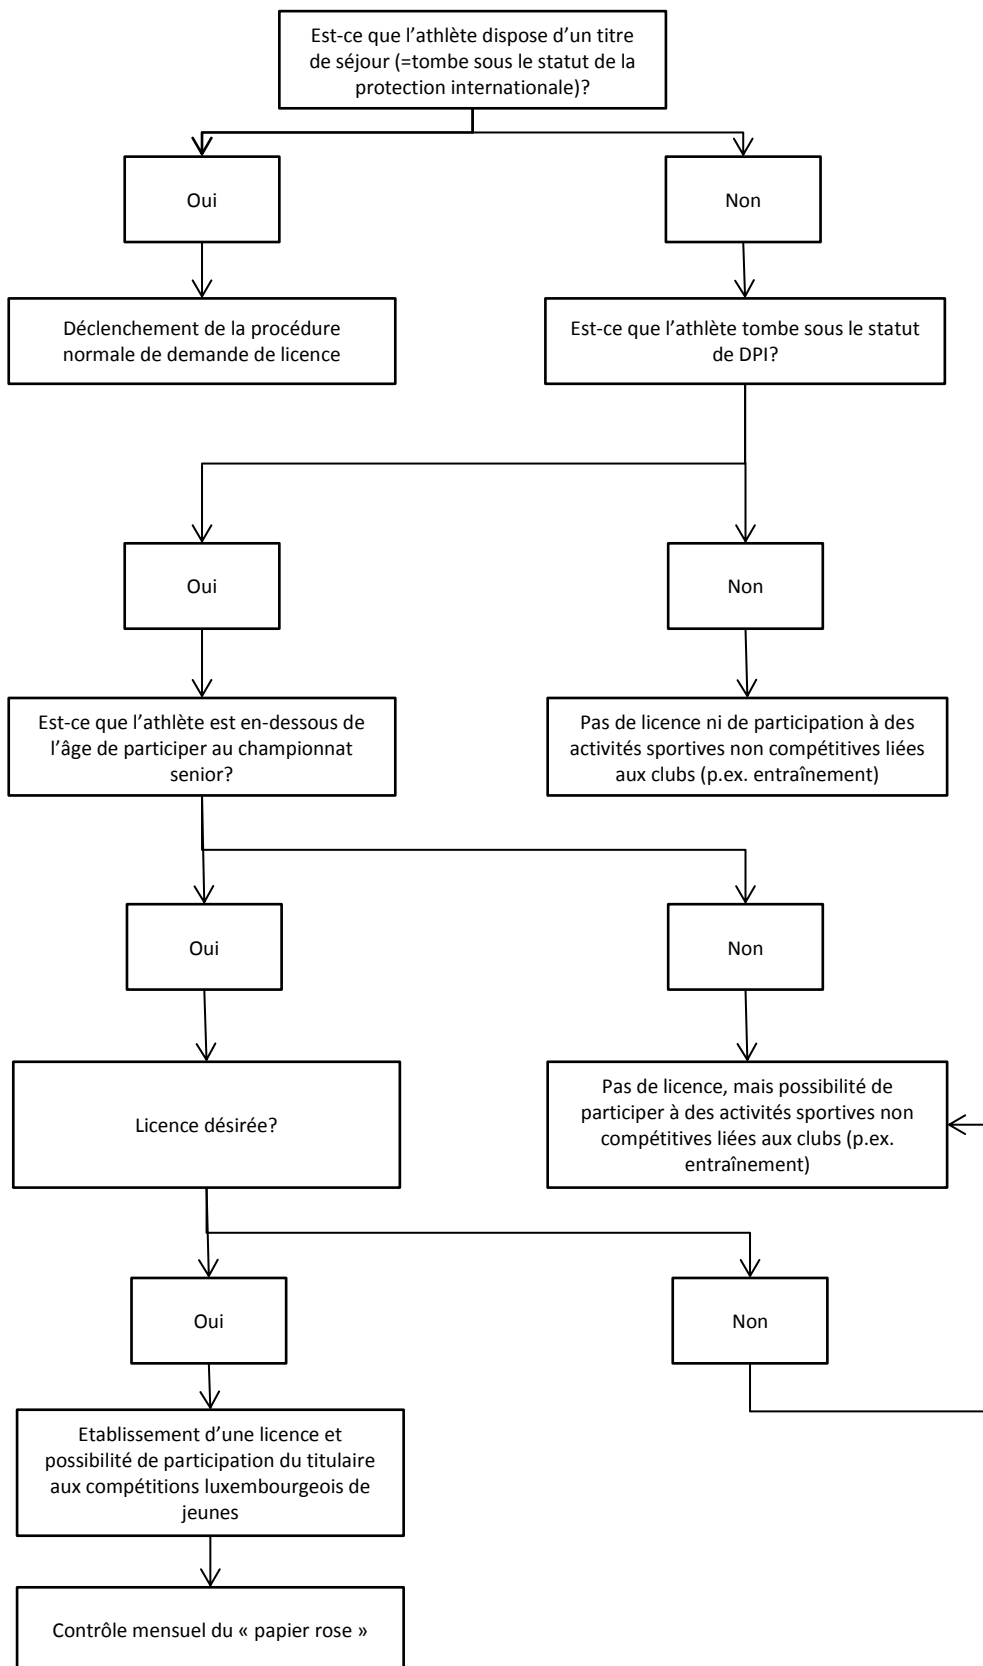 Est-ce que l’athlète dispose d’un titre
de séjour (=tombe sous le statut de la
protection internationale)?
Oui
Non
Déclenchement de la procédure
normale de demande de licence
Est-ce que l’athlète tombe sous le statut
de DPI?
Oui
Non
Est-ce que l’athlète est en-dessous de
l’âge de participer au championnat
senior?
Pas de licence ni de participation à des
activités sportives non compétitives liées
aux clubs (p.ex. entraînement)
Oui
Non
Licence désirée?
Pas de licence, mais possibilité de
participer à des activités sportives non
compétitives liées aux clubs (p.ex.
entraînement)
Oui
Non
Etablissement d’une licence et
possibilité de participation du titulaire
aux compétitions luxembourgeois de
jeunes
Contrôle mensuel du « papier rose »